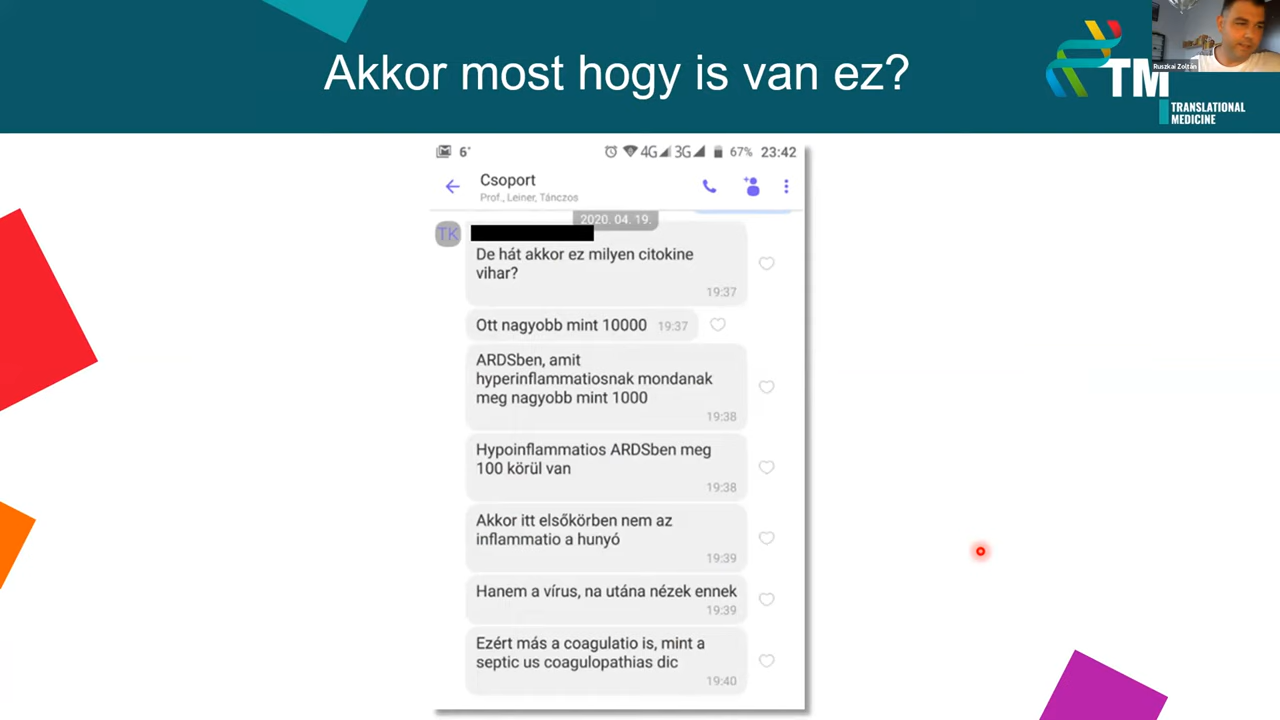 Akkor most hogy is van ez?
Ruszkai Zoltán
TM
TRANSLATIONAL
MEDICINE
6°
4G
3G
67%
23:42
Csoport
Prof., Leiner, Tánczos
2020. 04. 19.
TK
De hát akkor ez milyen citokine
vihar?
19:37
Ott nagyobb mint 10000 19:37
ARDSben, amit
hyperinflammatiosnak mondanak
meg nagyobb mint 1000
19:38
Hypoinflammatios ARDSben meg
100 körül van
19:38
Akkor itt elsőkörben nem az
inflammatio a hunyó
19:39
Hanem a vírus, na utána nézek ennek
19:39
Ezért más a coagulatio is, mint a
septic us coagulopathias dic
19:40